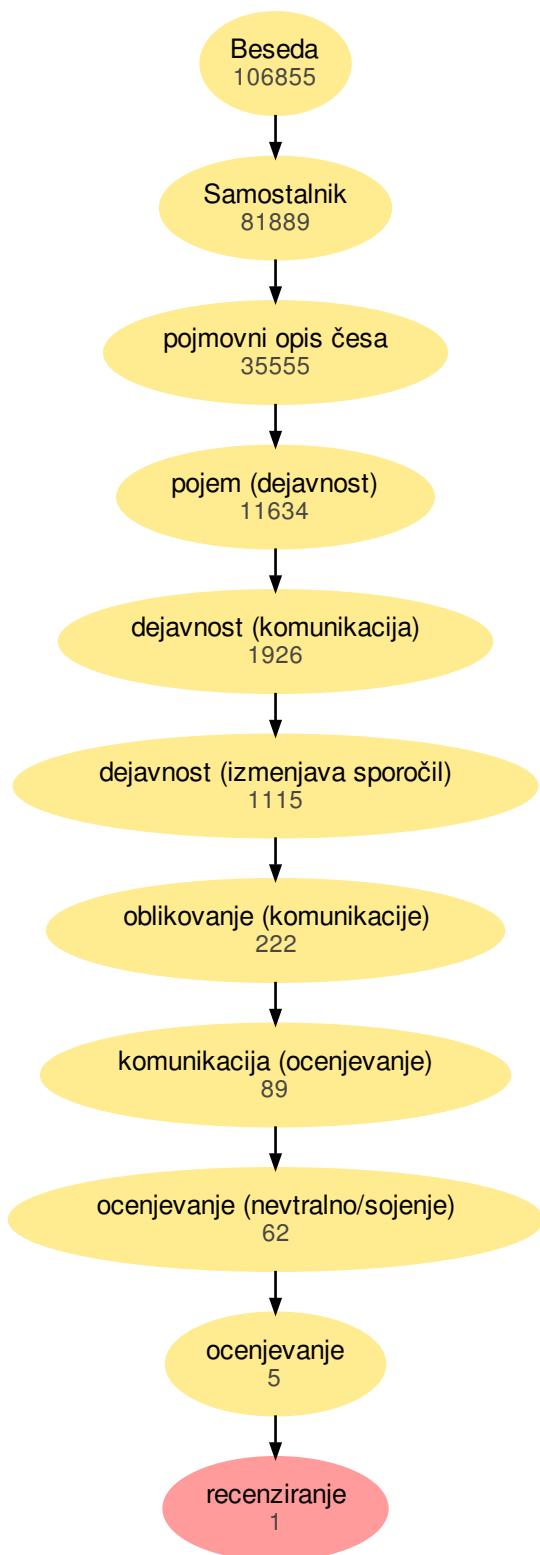 Beseda
106855
Samostalnik
81889
pojmovni opis česa
35555
pojem (dejavnost)
11634
dejavnost (komunikacija)
1926
dejavnost (izmenjava sporočil)
1115
oblikovanje (komunikacije)
222
komunikacija (ocenjevanje)
89
ocenjevanje (nevtralno/sojenje)
62
ocenjevanje
5
recenziranje
1